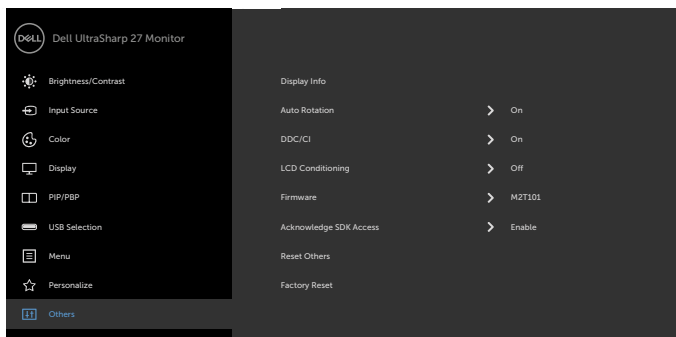 DELL Dell UltraSharp 27 Monitor
Brightness/Contrast
Input Source
Color
Display
PIP/PBP
USB Selection
Menu
Personalize
Others
Display Info
Auto Rotation On
DDC/CI On
LCD Conditioning Off
Firmware M2T101
Acknowledge SDK Access Enable
Reset Others
Factory Reset